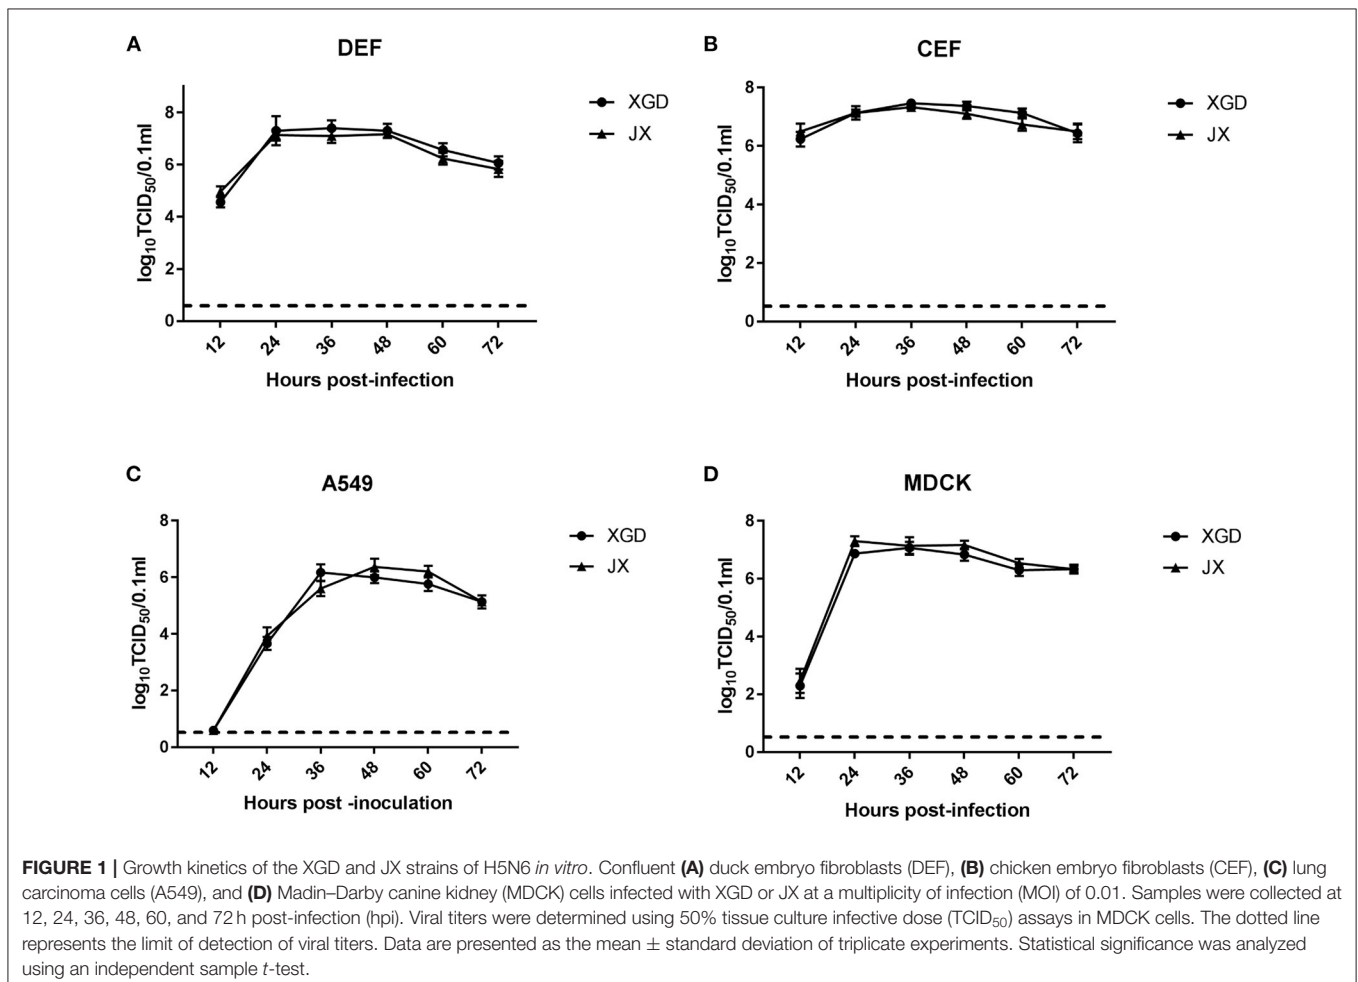 A
DEF
XGD
JX
log10TCID50/0.1ml
8
6
4
2
0
12
24
36
48
60
72
Hours post-infection
B
CEF
XGD
JX
log10TCID50/0.1ml
8
6
4
2
0
12
24
36
48
60
72
Hours post-infection
C
A549
XGD
JX
log10TCID50/0.1ml
8
6
4
2
0
12
24
36
48
60
72
Hours post -inoculation
D
MDCK
XGD
JX
log10TCID50/0.1ml
8
6
4
2
0
12
24
36
48
60
72
Hours post-infection
FIGURE 1 | Growth kinetics of the XGD and JX strains of H5N6 in vitro. Confluent (A) duck embryo fibroblasts (DEF), (B) chicken embryo fibroblasts (CEF), (C) lung
carcinoma cells (A549), and (D) Madin–Darby canine kidney (MDCK) cells infected with XGD or JX at a multiplicity of infection (MOI) of 0.01. Samples were collected at
12, 24, 36, 48, 60, and 72 h post-infection (hpi). Viral titers were determined using 50% tissue culture infective dose (TCID50) assays in MDCK cells. The dotted line
represents the limit of detection of viral titers. Data are presented as the mean ± standard deviation of triplicate experiments. Statistical significance was analyzed
using an independent sample t-test.